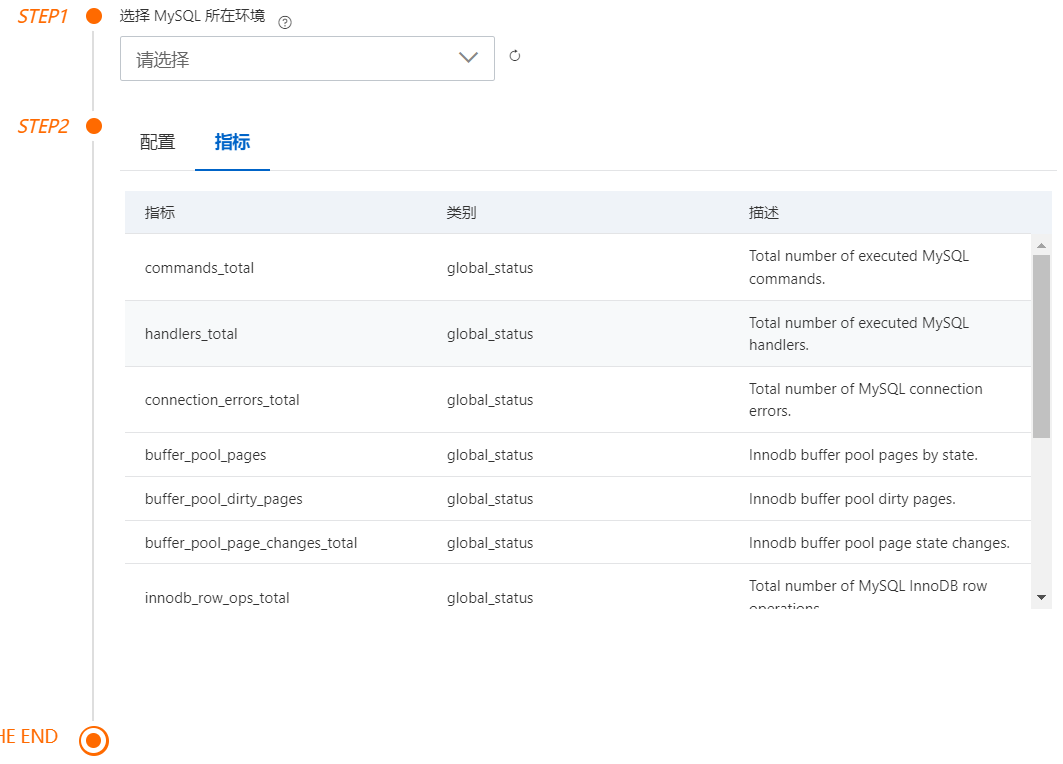 STEP1
选择 MySQL 所在环境
请选择
STEP2
配置 指标
指标 类别 描述
commands_total global_status Total number of executed MySQL
commands.
handlers_total global_status Total number of executed MySQL
handlers.
connection_errors_total global_status Total number of MySQL connection
errors.
buffer_pool_pages global_status Innodb buffer pool pages by state.
buffer_pool_dirty_pages global_status Innodb buffer pool dirty pages.
buffer_pool_page_changes_total global_status Innodb buffer pool page state changes.
innodb_row_ops_total global_status Total number of MySQL InnoDB row
operations
HE END